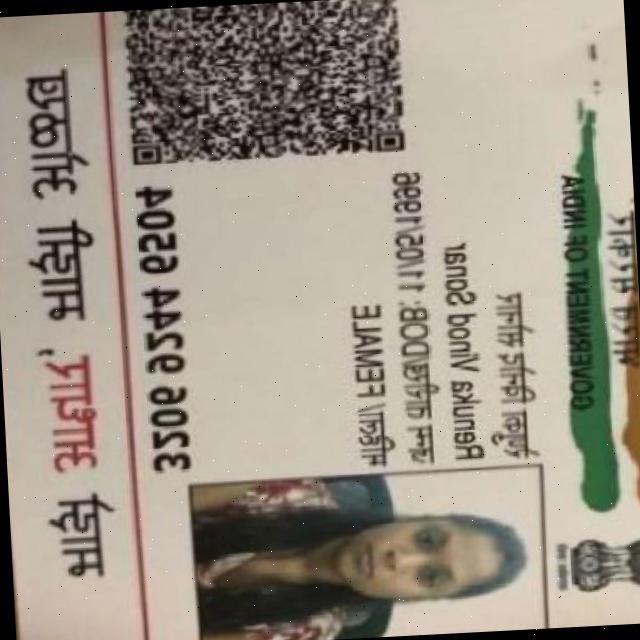 भारत सरकार
GOVERNMENT OF INDIA
रेणुका विनोद सोनार
Renuka Vinod Sonar
जन्म तारीख/DOB: 11/05/1996
महिला/ FEMALE
3206 9244 6504
माझे आधार, माझी ओळख